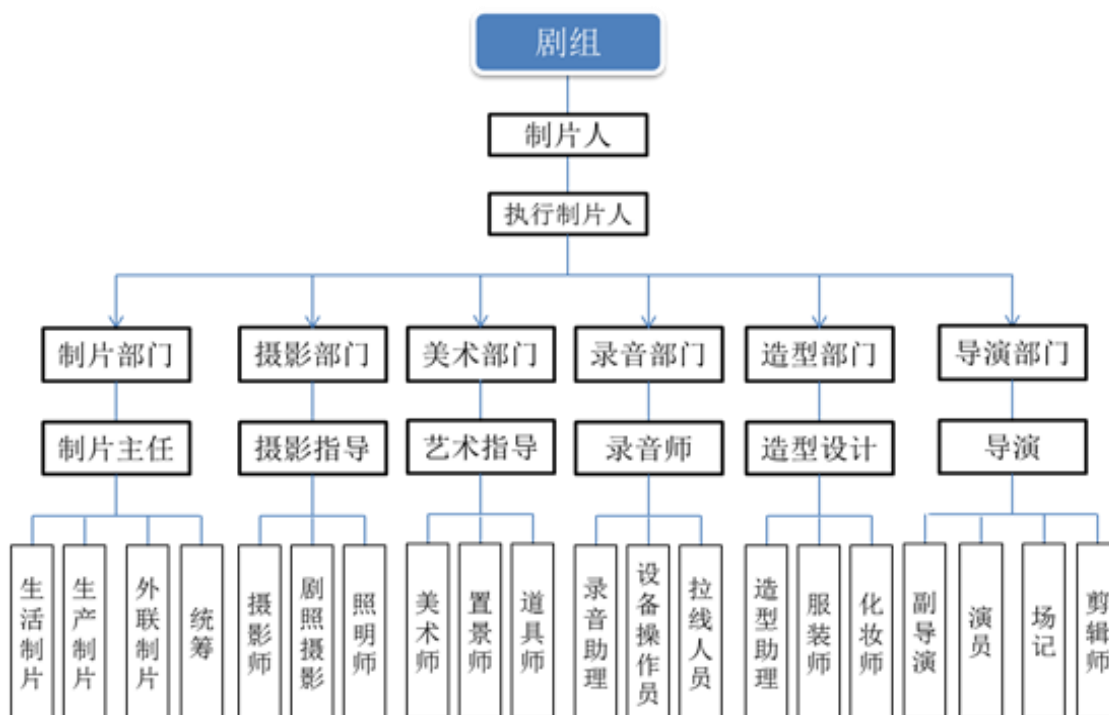 剧组
制片人
执行制片人
制片部门
摄影部门
美术部门
录音部门
造型部门
导演部门
制片主任
摄影指导
艺术指导
录音师
造型设计
导演
生活制片
生产制片
外联制片
统筹
摄影师
剧照摄影
照明师
美术师
置景师
道具师
录音助理
设备操作员
拉线人员
造型助理
服装师
化妆师
副导演
演员
场记
剪辑师